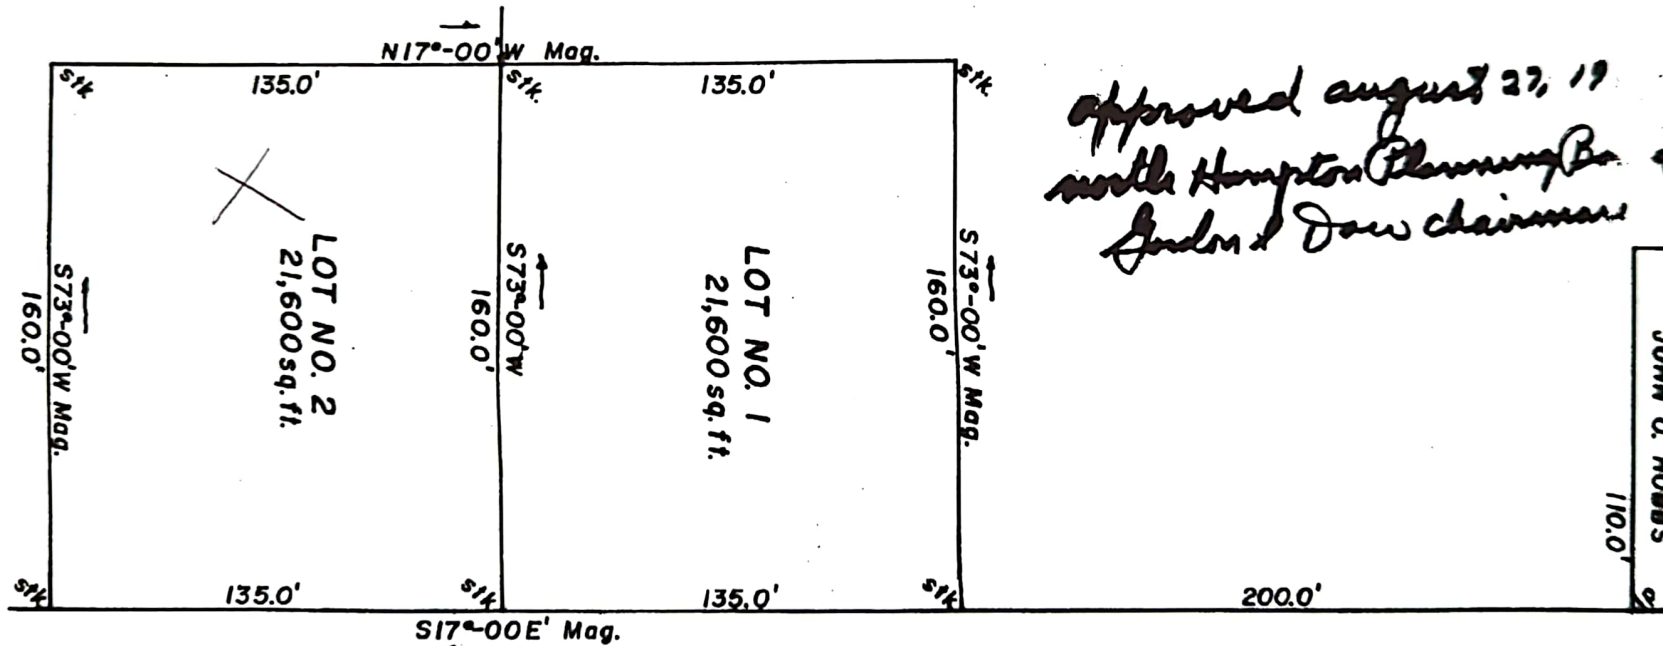 N17°-00'W Mag.
stk
135.0'
stk.
135.0'
stk.
approved august 27, 19
north Hampton Planning Bo
Gordon Dow chairman
LOT NO. 2
21,600 sq. ft.
LOT NO. 1
21,600 sq. ft.
S73°-00'W Mag.
160.0'
S73°-00'W
160.0'
S73°-00'W Mag.
160.0'
JOHN J. HOBBS
110.0'
stk
135.0'
stk
135.0'
stk
200.0'
S17°-00E' Mag.